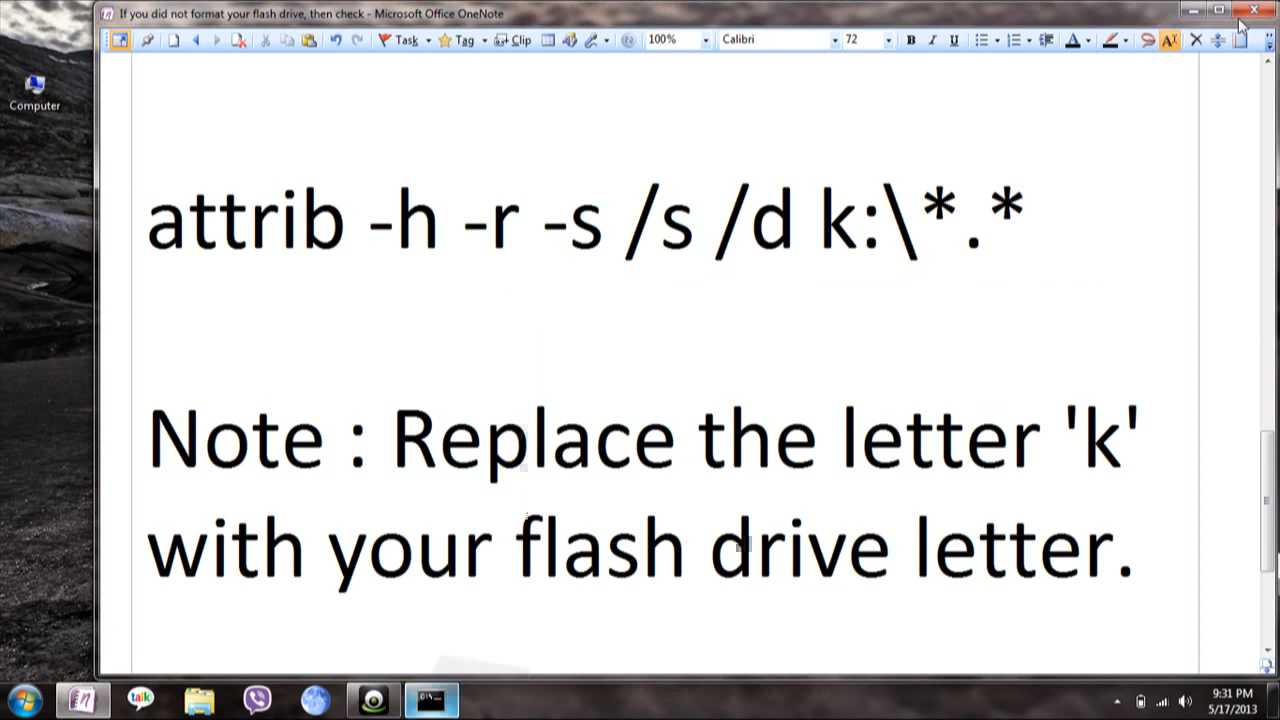 If you did not format your flash drive, then check - Microsoft Office OneNote
Task Tag Clip 100% Calibri 72 B I U
Computer
attrib -h -r -s /s /d k:\*.*
Note : Replace the letter 'k'
with your flash drive letter.
talk
C:\
9:31 PM
5/17/2013